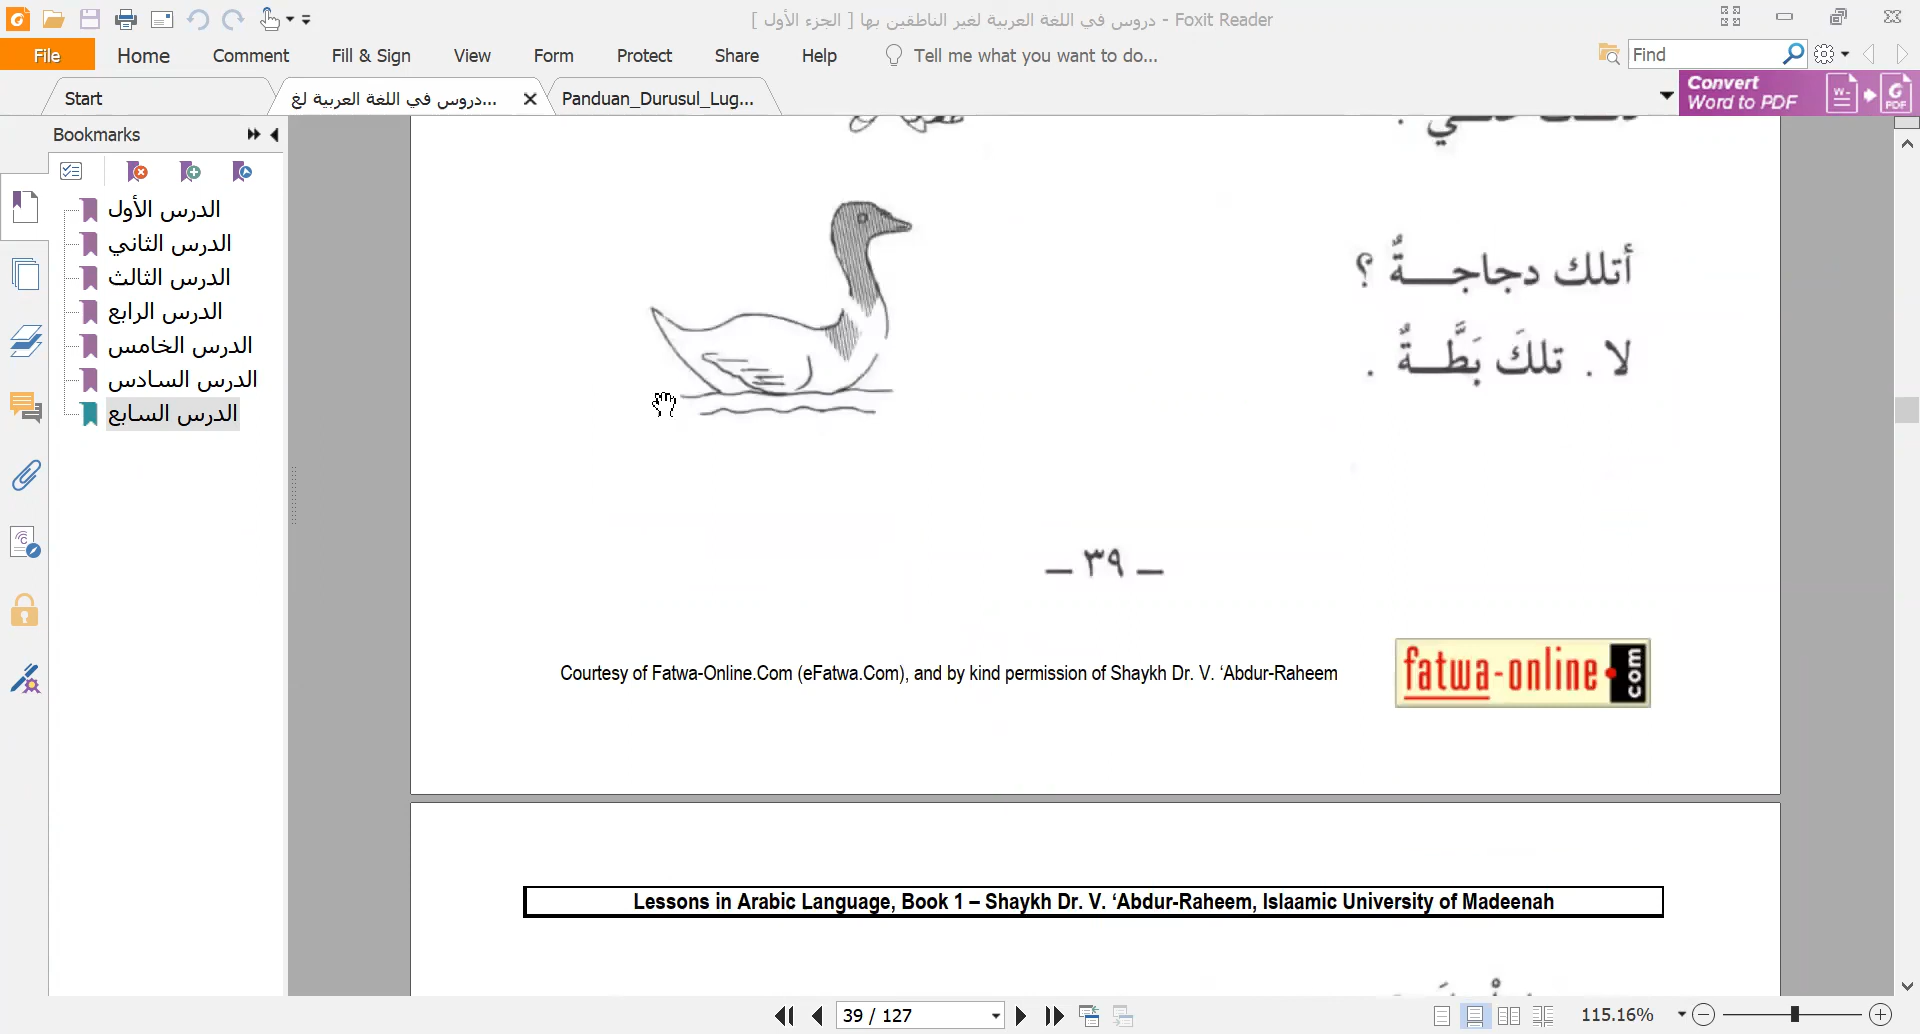 [ دروس في اللغة العربية لغير الناطقين بها [ الجزء الأول - Foxit Reader
File Home Comment Fill & Sign View Form Protect Share Help Tell me what you want to do... Find
Start دروس في اللغة العربية لغ... Panduan_Durusul_Lug... Convert
Word to PDF
Bookmarks
الدرس الأول
الدرس الثاني
الدرس الثالث
الدرس الرابع
الدرس الخامس
الدرس السادس
الدرس السابع
أتلك دجاجةٌ ؟
لا . تلكَ بَطَّةٌ .
— ٣٩ —
Courtesy of Fatwa-Online.Com (eFatwa.Com), and by kind permission of Shaykh Dr. V. ‘Abdur-Raheem
fatwa-online.com
Lessons in Arabic Language, Book 1 – Shaykh Dr. V. ‘Abdur-Raheem, Islaamic University of Madeenah
39 / 127 115.16%